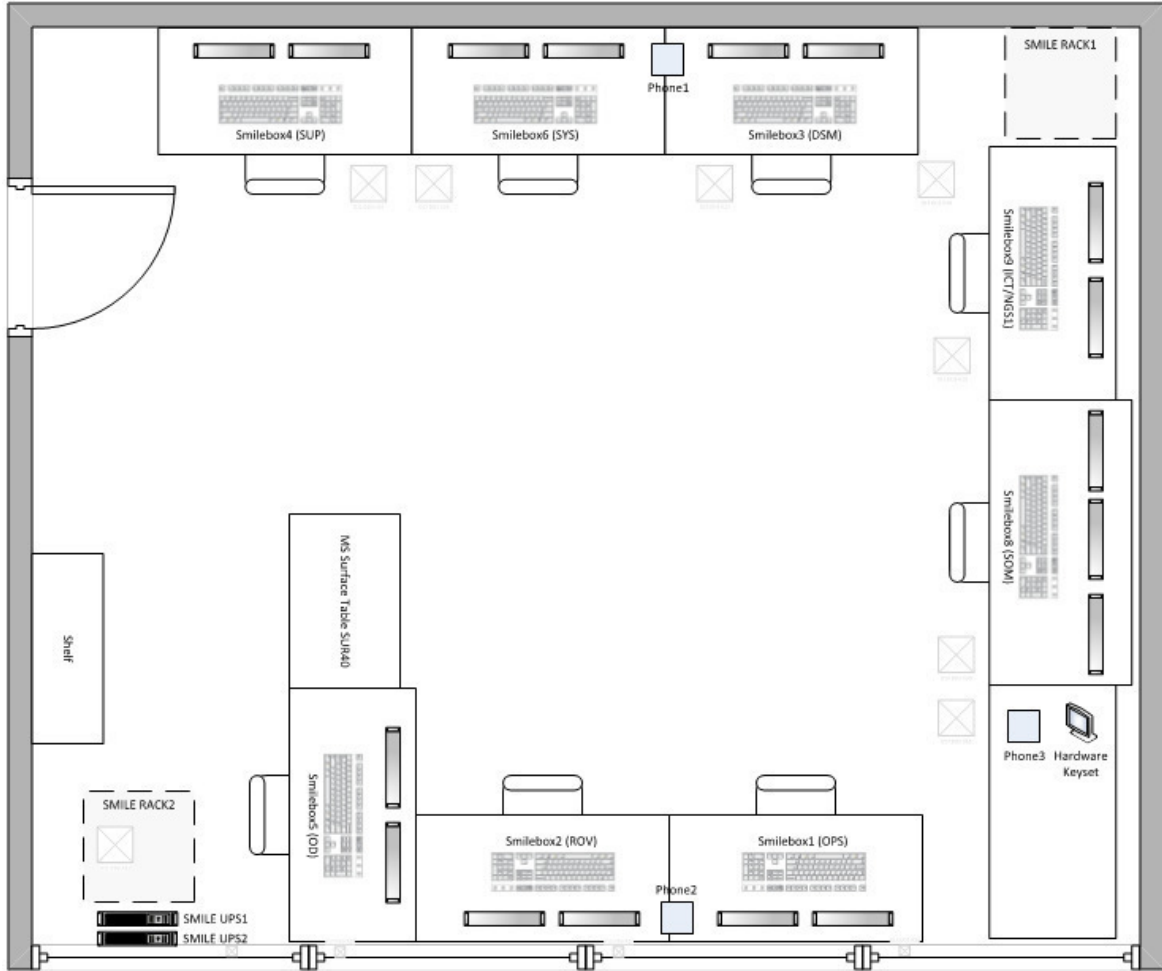 SMILE RACK1
Phone1
Smilebox4 (SUP)
Smilebox6 (SYS)
Smilebox3 (DSM)
Smilebox9 (ICT/NGS1)
Smilebox8 (SOM)
MS Surface Table SUR40
Shelf
Phone3
Hardware
Keyset
SMILE RACK2
Smilebox5 (OD)
Smilebox2 (ROV)
Smilebox1 (OPS)
Phone2
SMILE UPS1
SMILE UPS2